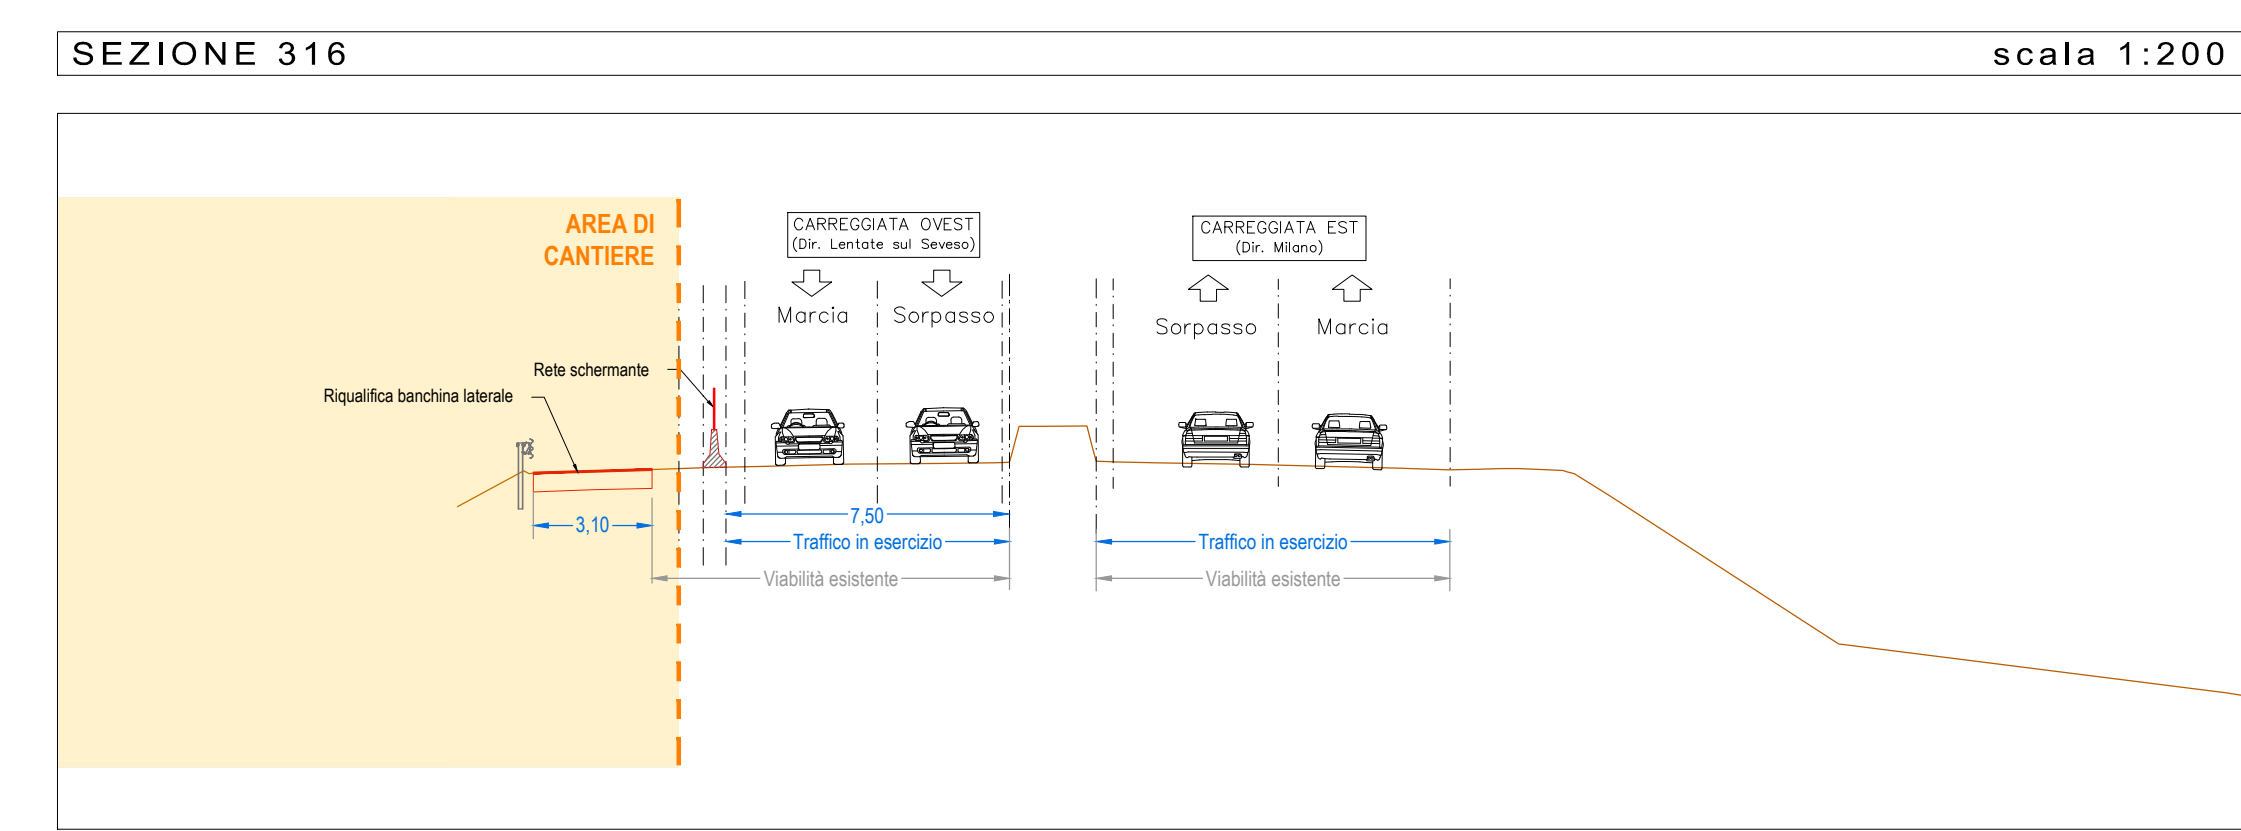 SEZIONE 316
scala 1:200
AREA DI
CANTIERE
CARREGGIATA OVEST
(Dir. Lentate sul Seveso)
CARREGGIATA EST
(Dir. Milano)
Marcia
Sorpasso
Sorpasso
Marcia
Rete schermante
Riqualifica banchina laterale
3,10
7,50
Traffico in esercizio
Traffico in esercizio
Viabilità esistente
Viabilità esistente